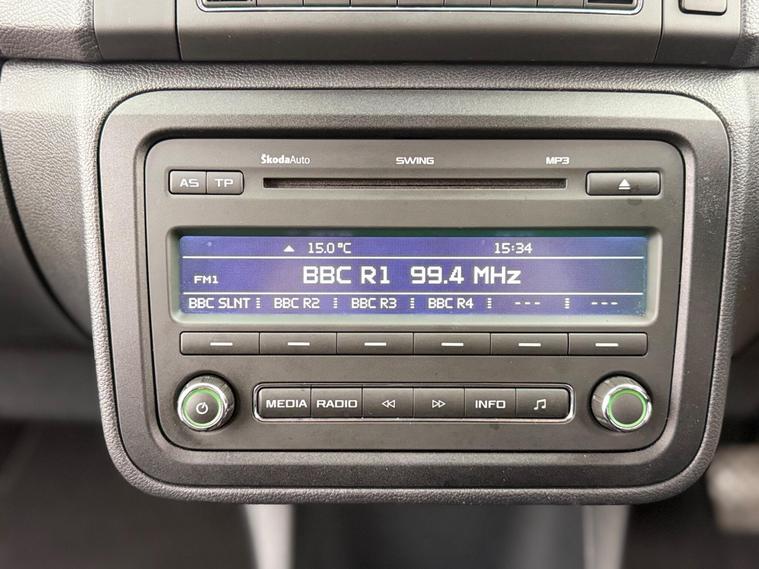 ŠkodaAuto SWING MP3
AS TP
15.0 °C 15:34
FM1 BBC R1 99.4 MHz
BBC SLNT BBC R2 BBC R3 BBC R4 --- ---
MEDIA RADIO INFO